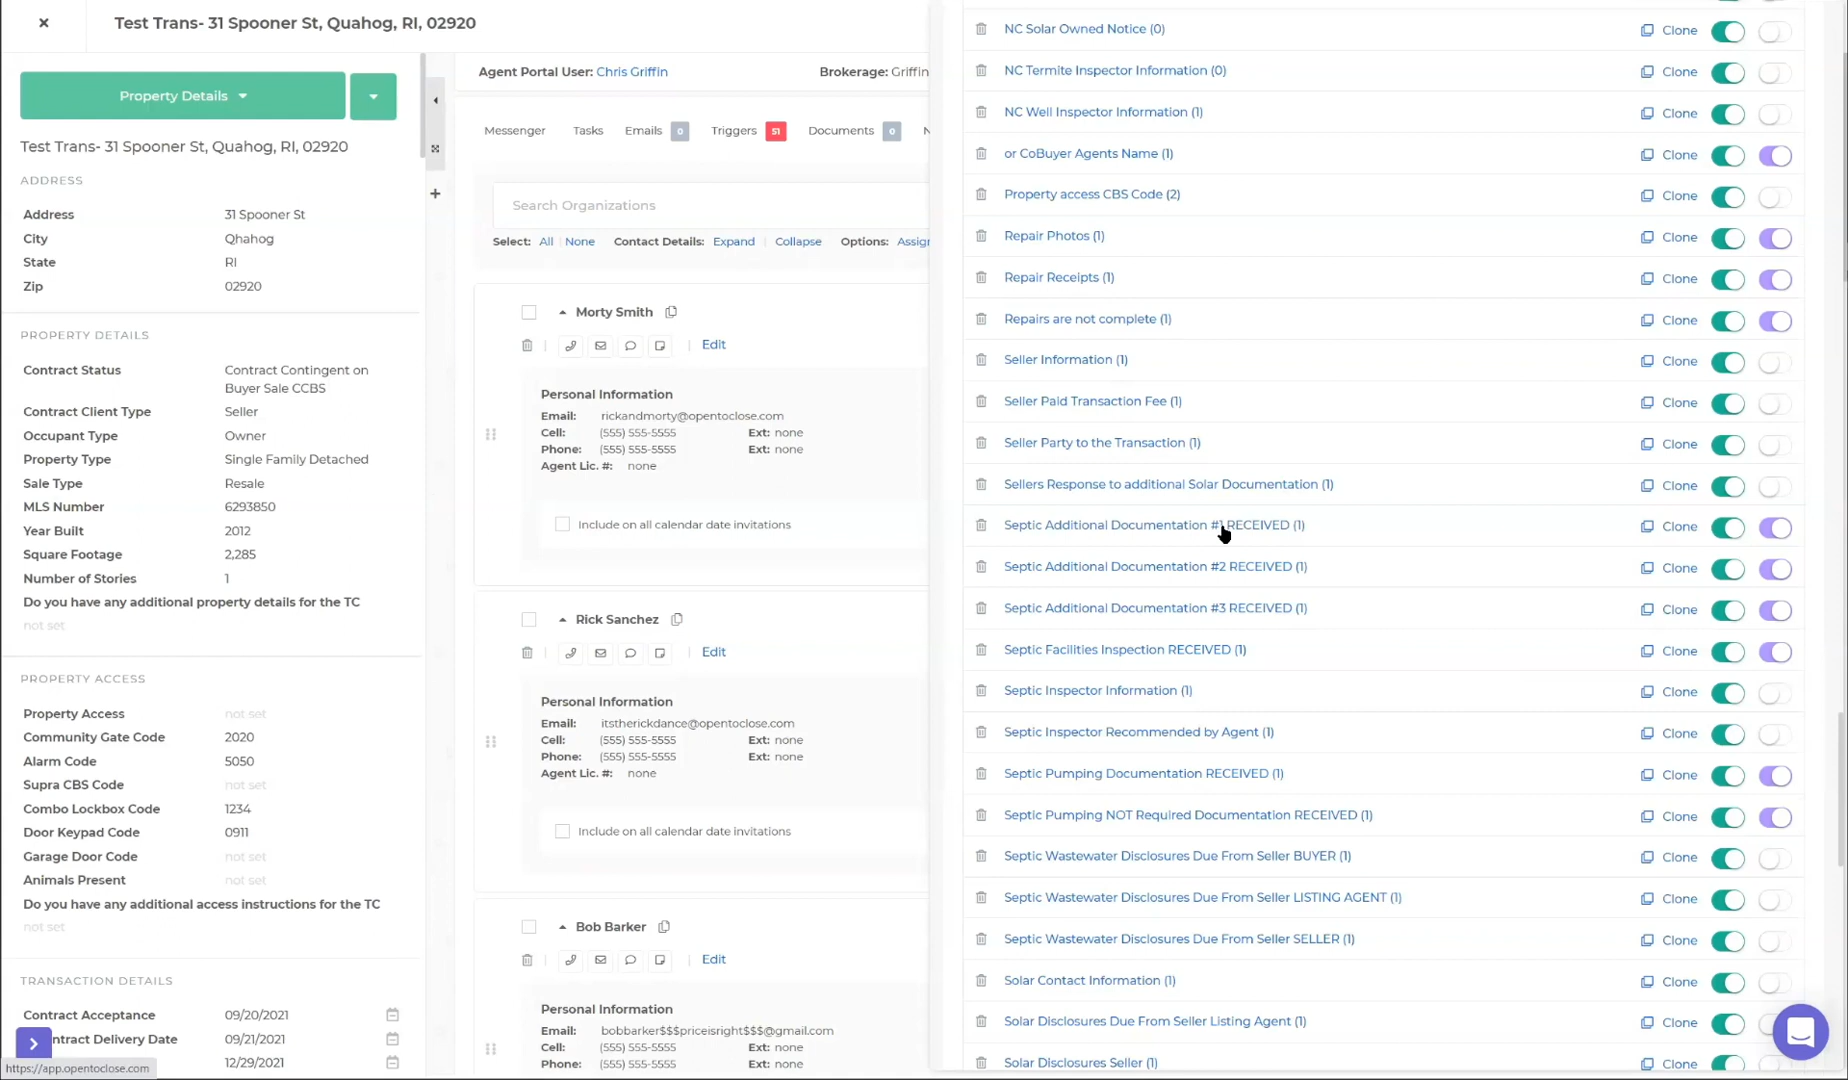 Test Trans- 31 Spooner St, Quahog, RI, 02920
Property Details
Test Trans- 31 Spooner St, Quahog, RI, 02920
ADDRESS
Address 31 Spooner St
City Qhahog
State RI
Zip 02920
PROPERTY DETAILS
Contract Status Contract Contingent on
Buyer Sale CCBS
Contract Client Type Seller
Occupant Type Owner
Property Type Single Family Detached
Sale Type Resale
MLS Number 6293850
Year Built 2012
Square Footage 2,285
Number of Stories 1
Do you have any additional property details for the TC
not set
PROPERTY ACCESS
Property Access not set
Community Gate Code 2020
Alarm Code 5050
Supra CBS Code not set
Combo Lockbox Code 1234
Door Keypad Code 0911
Garage Door Code not set
Animals Present not set
Do you have any additional access instructions for the TC
not set
TRANSACTION DETAILS
Contract Acceptance 09/20/2021
ntract Delivery Date 09/21/2021
12/29/2021
https://app.opentoclose.com
Agent Portal User: Chris Griffin Brokerage: Griffin
Messenger Tasks Emails 0 Triggers 51 Documents 0 N
Search Organizations
Select: All None Contact Details: Expand Collapse Options: Assign
Morty Smith
Edit
Personal Information
Email: rickandmorty@opentoclose.com
Cell: (555) 555-5555 Ext: none
Phone: (555) 555-5555 Ext: none
Agent Lic. #: none
Include on all calendar date invitations
Rick Sanchez
Edit
Personal Information
Email: itstherickdance@opentoclose.com
Cell: (555) 555-5555 Ext: none
Phone: (555) 555-5555 Ext: none
Agent Lic. #: none
Include on all calendar date invitations
Bob Barker
Edit
Personal Information
Email: bobbarker$$$priceisright$$$@gmail.com
Cell: (555) 555-5555 Ext: none
Phone: (555) 555-5555 Ext: none
NC Solar Owned Notice (0) Clone
NC Termite Inspector Information (0) Clone
NC Well Inspector Information (1) Clone
or CoBuyer Agents Name (1) Clone
Property access CBS Code (2) Clone
Repair Photos (1) Clone
Repair Receipts (1) Clone
Repairs are not complete (1) Clone
Seller Information (1) Clone
Seller Paid Transaction Fee (1) Clone
Seller Party to the Transaction (1) Clone
Sellers Response to additional Solar Documentation (1) Clone
Septic Additional Documentation #1 RECEIVED (1) Clone
Septic Additional Documentation #2 RECEIVED (1) Clone
Septic Additional Documentation #3 RECEIVED (1) Clone
Septic Facilities Inspection RECEIVED (1) Clone
Septic Inspector Information (1) Clone
Septic Inspector Recommended by Agent (1) Clone
Septic Pumping Documentation RECEIVED (1) Clone
Septic Pumping NOT Required Documentation RECEIVED (1) Clone
Septic Wastewater Disclosures Due From Seller BUYER (1) Clone
Septic Wastewater Disclosures Due From Seller LISTING AGENT (1) Clone
Septic Wastewater Disclosures Due From Seller SELLER (1) Clone
Solar Contact Information (1) Clone
Solar Disclosures Due From Seller Listing Agent (1) Clone
Solar Disclosures Seller (1) Clone